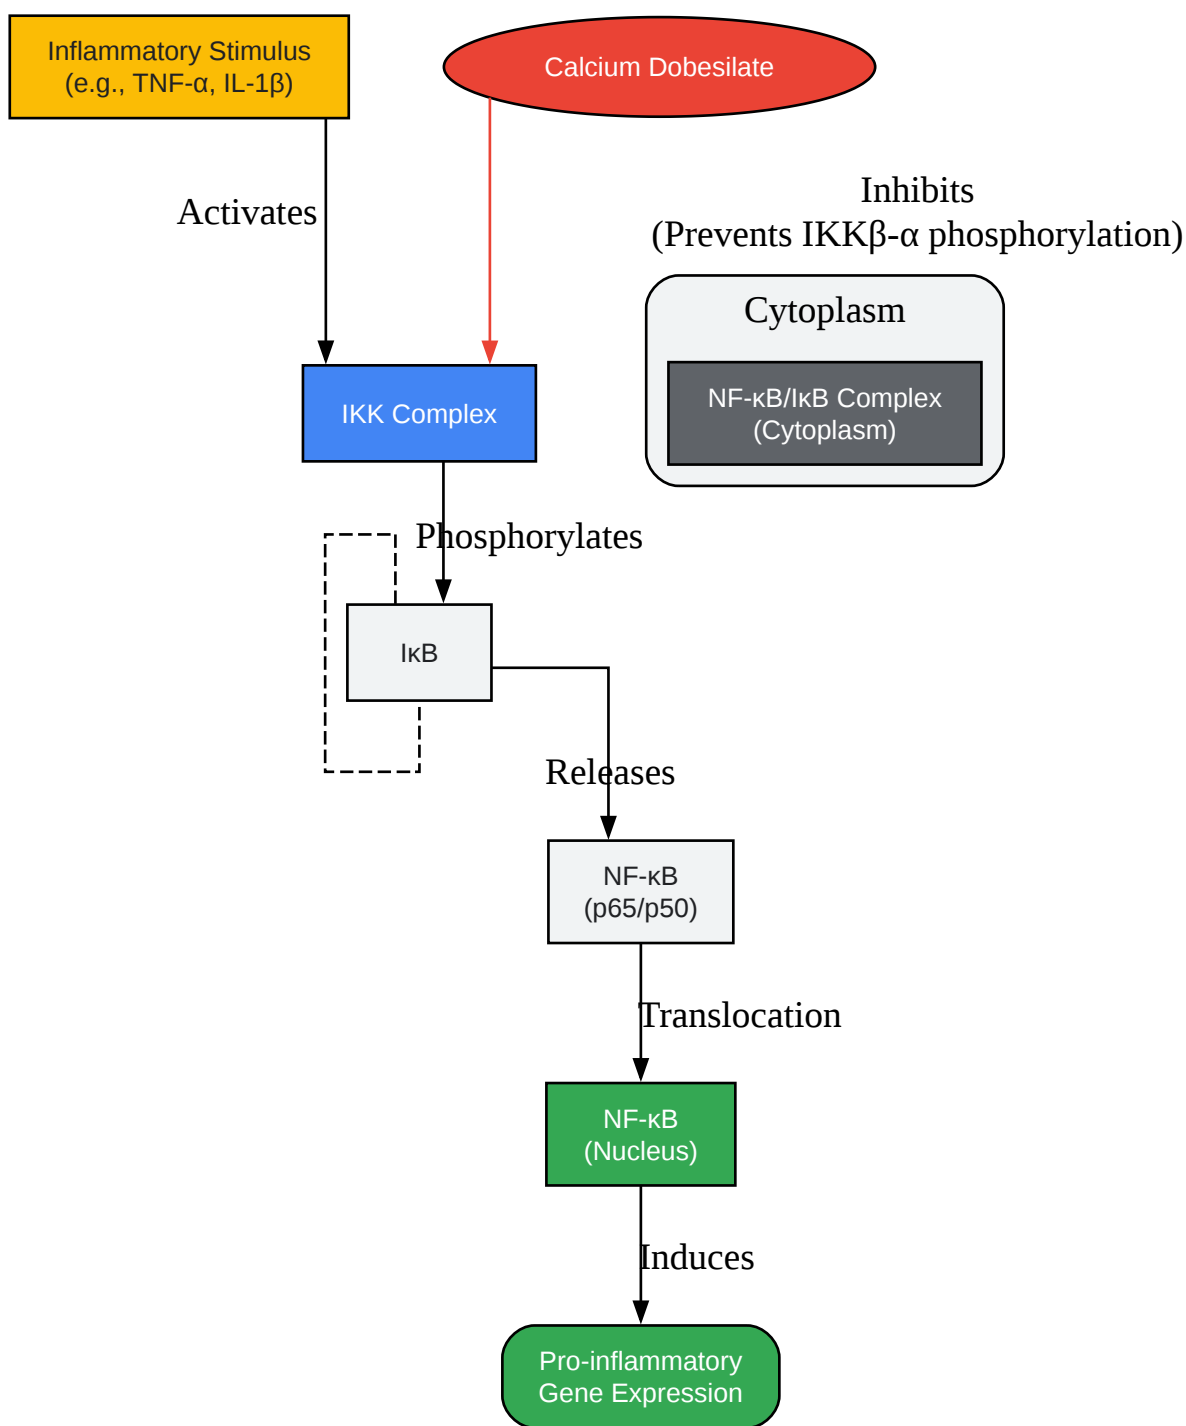 Inflammatory Stimulus
(e.g., TNF-α, IL-1β)
Calcium Dobesilate
Activates
Inhibits
(Prevents IKKβ-α phosphorylation)
Cytoplasm
IKK Complex
NF-κB/IκB Complex
(Cytoplasm)
Phosphorylates
IκB
Releases
NF-κB
(p65/p50)
Translocation
NF-κB
(Nucleus)
Induces
Pro-inflammatory
Gene Expression